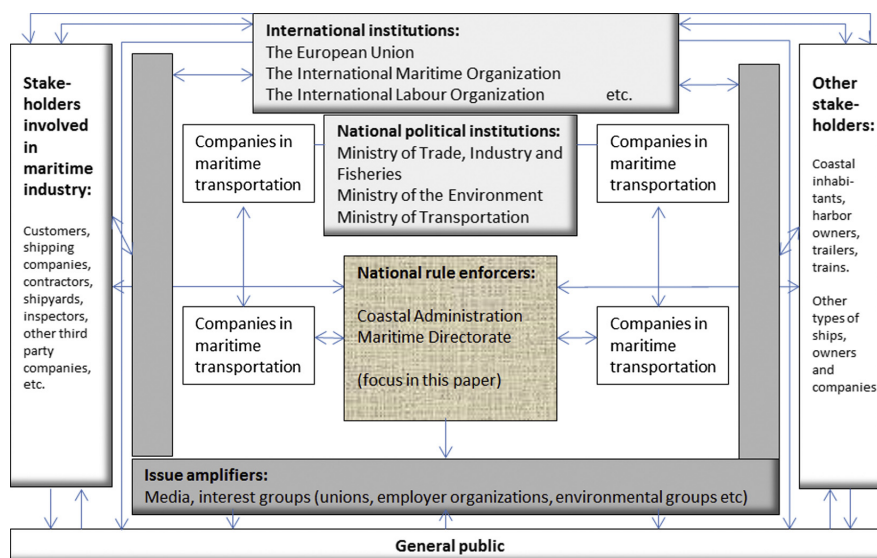 International institutions:
The European Union
The International Maritime Organization
The International Labour Organization etc.
Stake-
holders
involved
in
maritime
industry:
Customers,
shipping
companies,
contractors,
shipyards,
inspectors,
other third
party
companies,
etc.
Companies in
maritime
transportation
National political institutions:
Ministry of Trade, Industry and
Fisheries
Ministry of the Environment
Ministry of Transportation
Companies in
maritime
transportation
Other
stake-
holders:
Coastal
inhabi-
tants,
harbor
owners,
trailers,
trains.
Other
types of
ships,
owners
and
companies
Companies in
maritime
transportation
National rule enforcers:
Coastal Administration
Maritime Directorate
(focus in this paper)
Companies in
maritime
transportation
Issue amplifiers:
Media, interest groups (unions, employer organizations, environmental groups etc)
General public